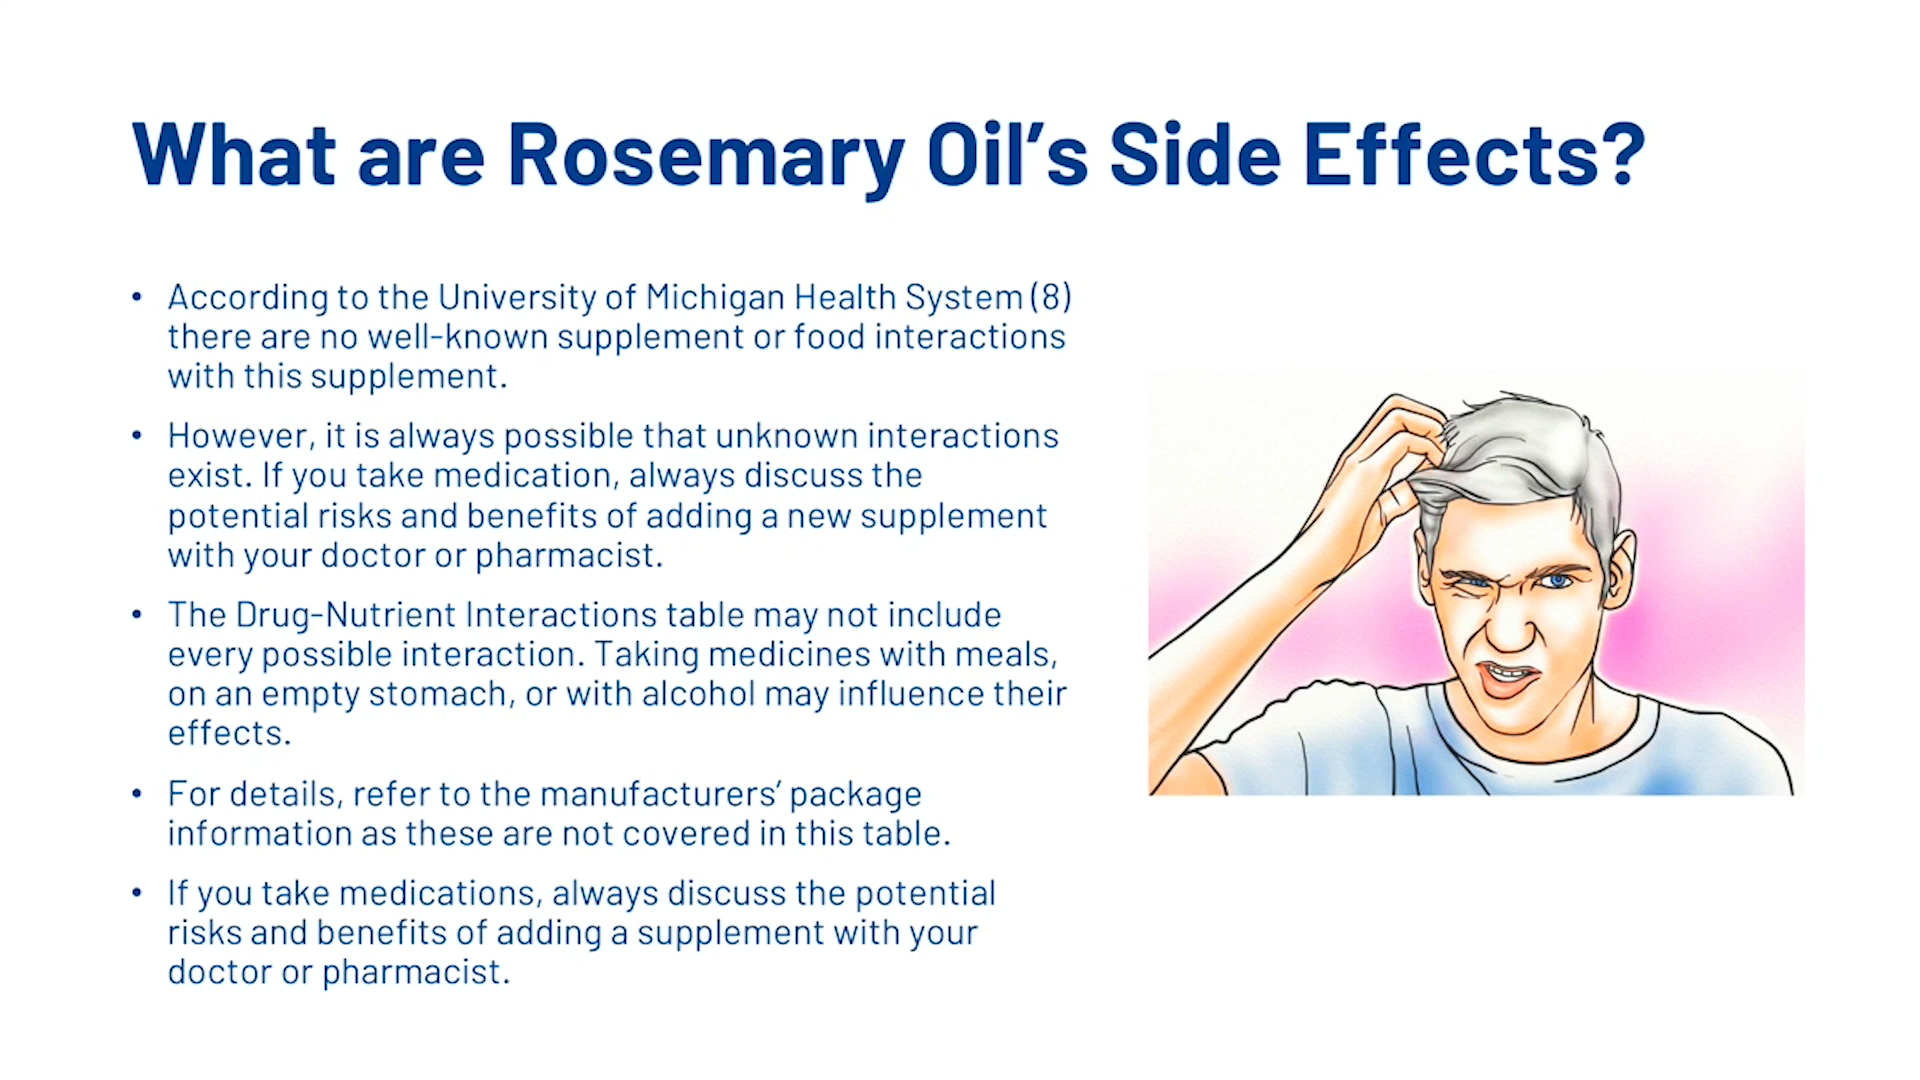 What are Rosemary Oil’s Side Effects?
• According to the University of Michigan Health System (8)
there are no well-known supplement or food interactions
with this supplement.
• However, it is always possible that unknown interactions
exist. If you take medication, always discuss the
potential risks and benefits of adding a new supplement
with your doctor or pharmacist.
• The Drug-Nutrient Interactions table may not include
every possible interaction. Taking medicines with meals,
on an empty stomach, or with alcohol may influence their
effects.
• For details, refer to the manufacturers’ package
information as these are not covered in this table.
• If you take medications, always discuss the potential
risks and benefits of adding a supplement with your
doctor or pharmacist.